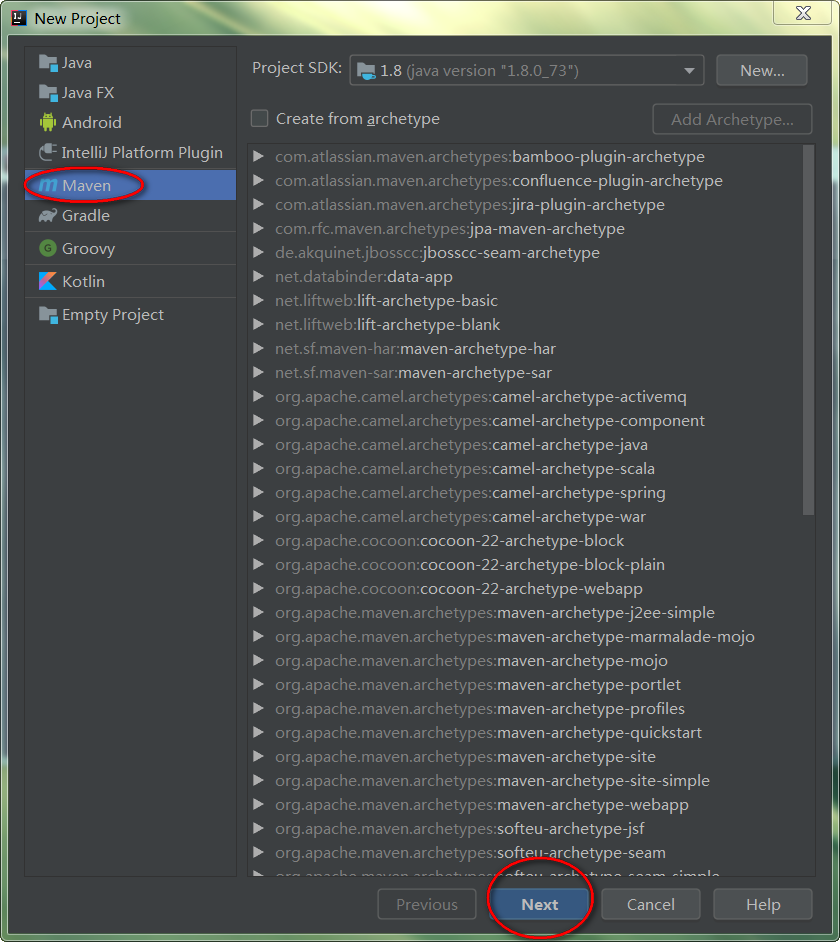 New Project
Java
Java FX
Android
IntelliJ Platform Plugin
Maven
Gradle
Groovy
Kotlin
Empty Project
Project SDK: 1.8 (java version "1.8.0_73") New...
Create from archetype Add Archetype...
com.atlassian.maven.archetypes:bamboo-plugin-archetype
com.atlassian.maven.archetypes:confluence-plugin-archetype
com.atlassian.maven.archetypes:jira-plugin-archetype
com.rfc.maven.archetypes:jpa-maven-archetype
de.akquinet.jbosscc:jbosscc-seam-archetype
net.databinder:data-app
net.liftweb:lift-archetype-basic
net.liftweb:lift-archetype-blank
net.sf.maven-har:maven-archetype-har
net.sf.maven-sar:maven-archetype-sar
org.apache.camel.archetypes:camel-archetype-activemq
org.apache.camel.archetypes:camel-archetype-component
org.apache.camel.archetypes:camel-archetype-java
org.apache.camel.archetypes:camel-archetype-scala
org.apache.camel.archetypes:camel-archetype-spring
org.apache.camel.archetypes:camel-archetype-war
org.apache.cocoon:cocoon-22-archetype-block
org.apache.cocoon:cocoon-22-archetype-block-plain
org.apache.cocoon:cocoon-22-archetype-webapp
org.apache.maven.archetypes:maven-archetype-j2ee-simple
org.apache.maven.archetypes:maven-archetype-marmalade-mojo
org.apache.maven.archetypes:maven-archetype-mojo
org.apache.maven.archetypes:maven-archetype-portlet
org.apache.maven.archetypes:maven-archetype-profiles
org.apache.maven.archetypes:maven-archetype-quickstart
org.apache.maven.archetypes:maven-archetype-site
org.apache.maven.archetypes:maven-archetype-site-simple
org.apache.maven.archetypes:maven-archetype-webapp
org.apache.maven.archetypes:softeu-archetype-jsf
org.apache.maven.archetypes:softeu-archetype-seam
org.apache.maven.archetypes:softeu-archetype-seam-simple
Previous Next Cancel Help